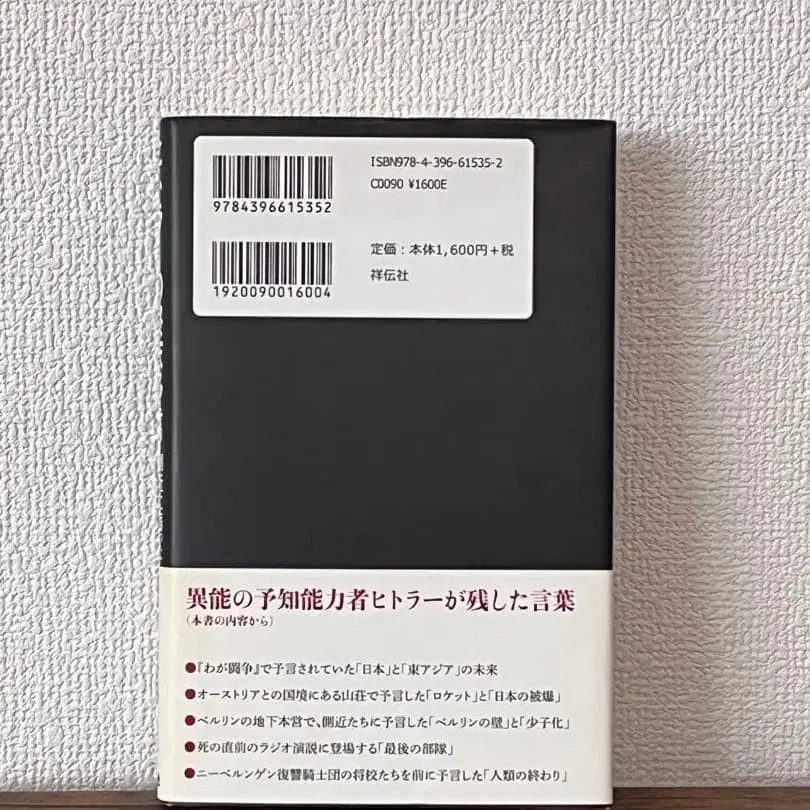 ISBN978-4-396-61535-2
C0090 ¥1600E
9784396615352
定価：本体1,600円＋税
祥伝社
1920090016004
異能の予知能力者ヒトラーが残した言葉
（本書の内容から）
●『わが闘争』で予言されていた「日本」と「東アジア」の未来
●オーストリアとの国境にある山荘で予言した「ロケット」と「日本の被爆」
●ベルリンの地下本営で、側近たちに予言した「ベルリンの壁」と「少子化」
●死の直前のラジオ演説に登場する「最後の部隊」
●ニーベルンゲン復讐騎士団の将校たちを前に予言した「人類の終わり」